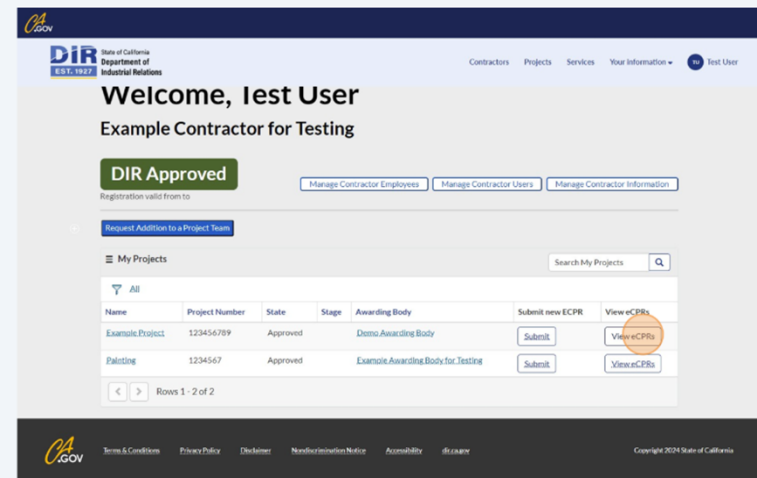 CA.GOV
DIR State of California
Department of
EST. 1927 Industrial Relations
Contractors Projects Services Your information TU Test User
Welcome, Test User
Example Contractor for Testing
DIR Approved
Registration valid from to
Manage Contractor Employees Manage Contractor Users Manage Contractor Information
Request Addition to a Project Team
My Projects Search My Projects
All
Name Project Number State Stage Awarding Body Submit new ECPR View eCPRs
Example Project 123456789 Approved Demo Awarding Body Submit View eCPRs
Painting 1234567 Approved Example Awarding Body for Testing Submit View eCPRs
Rows 1 - 2 of 2
CA.GOV Terms & Conditions Privacy Policy Disclaimer Nondiscrimination Notice Accessibility dir.ca.gov Copyright 2024 State of California